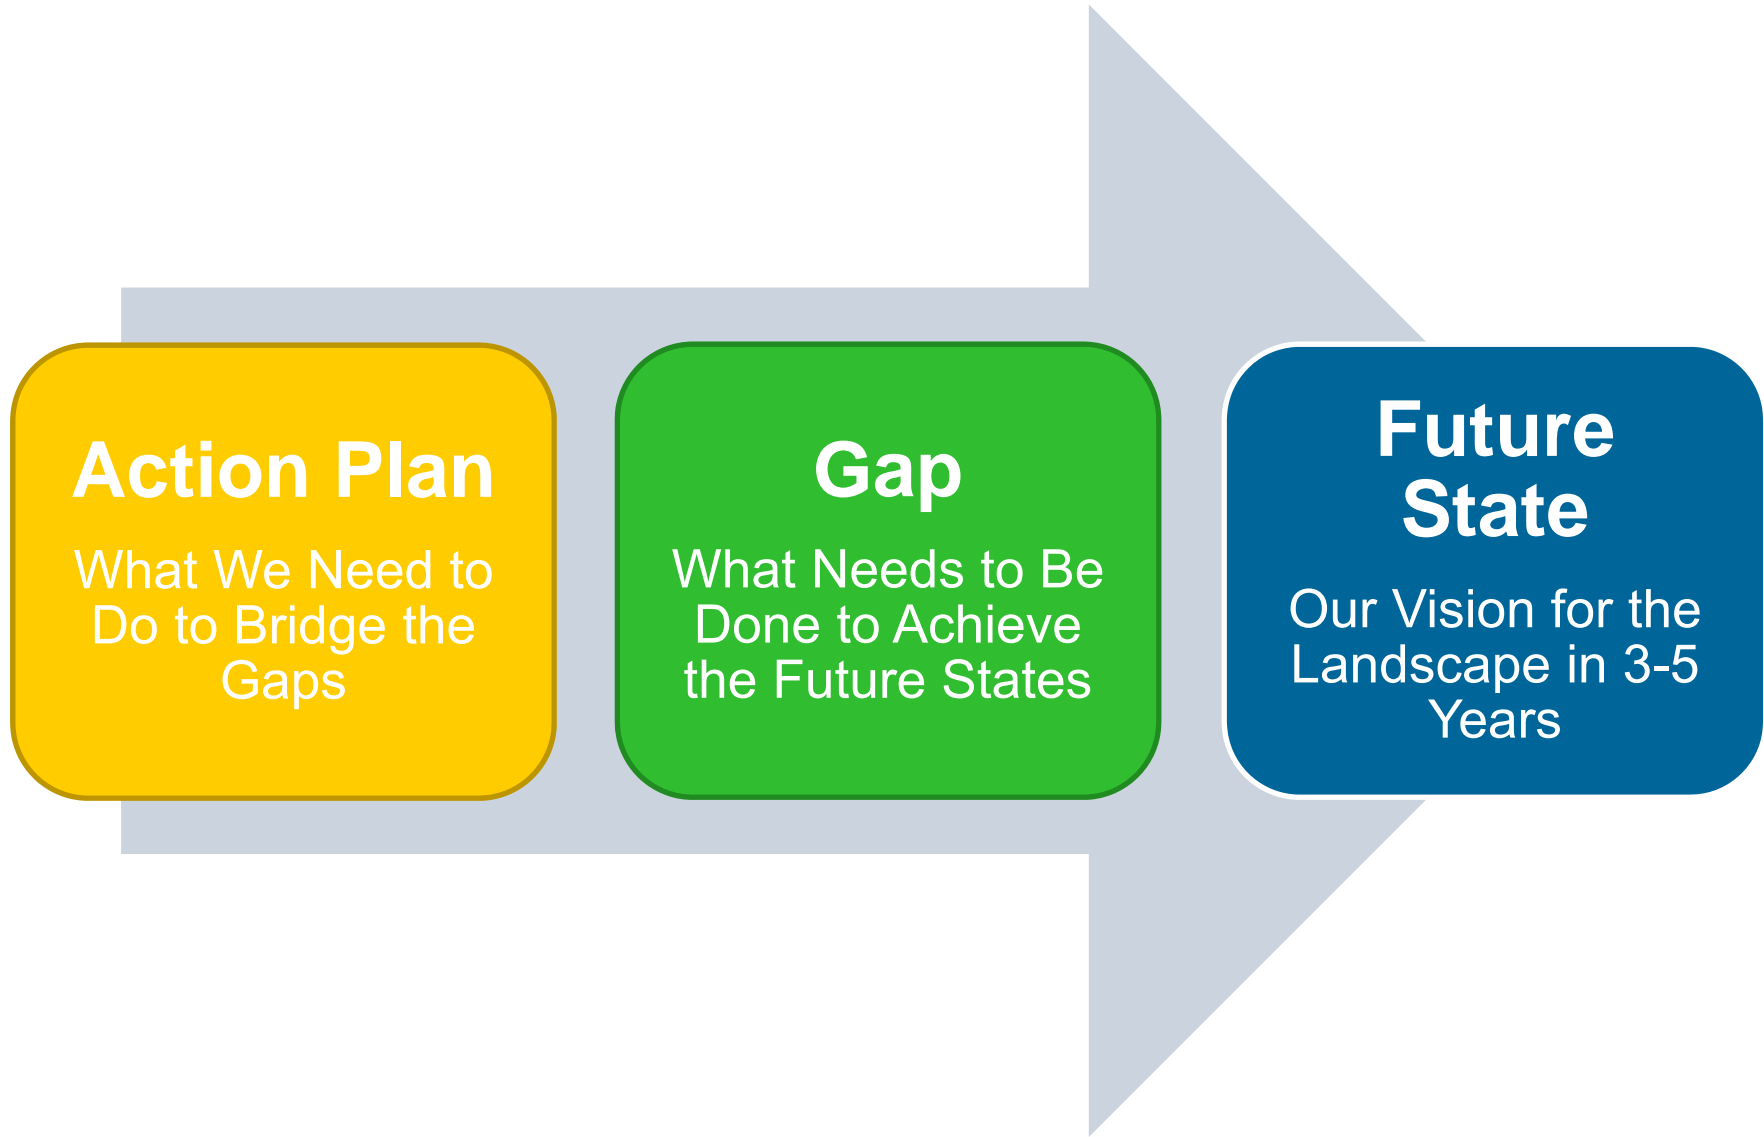 Action Plan
What We Need to
Do to Bridge the
Gaps
Gap
What Needs to Be
Done to Achieve
the Future States
Future
State
Our Vision for the
Landscape in 3-5
Years